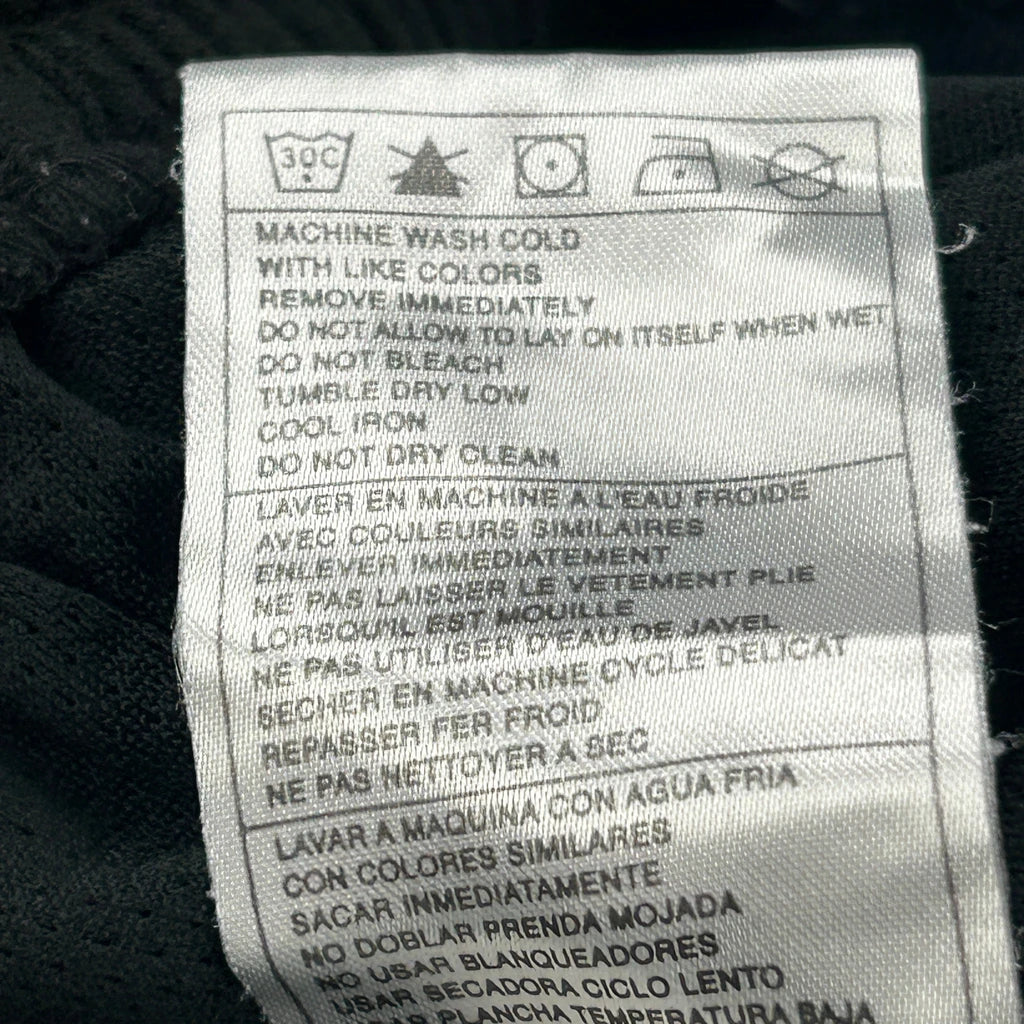 30C
MACHINE WASH COLD
WITH LIKE COLORS
REMOVE IMMEDIATELY
DO NOT ALLOW TO LAY ON ITSELF WHEN WET
DO NOT BLEACH
TUMBLE DRY LOW
COOL IRON
DO NOT DRY CLEAN
LAVER EN MACHINE A L'EAU FROIDE
AVEC COULEURS SIMILAIRES
ENLEVER IMMEDIATEMENT
NE PAS LAISSER LE VETEMENT PLIE
LORSQU'IL EST MOUILLE
NE PAS UTILISER D'EAU DE JAVEL
SECHER EN MACHINE CYCLE DELICAT
REPASSER FER FROID
NE PAS NETTOYER A SEC
LAVAR A MAQUINA CON AGUA FRIA
CON COLORES SIMILARES
SACAR INMEDIATAMENTE
NO DOBLAR PRENDA MOJADA
NO USAR BLANQUEADORES
USAR SECADORA CICLO LENTO
PLANCHA TEMPERATURA BAJA